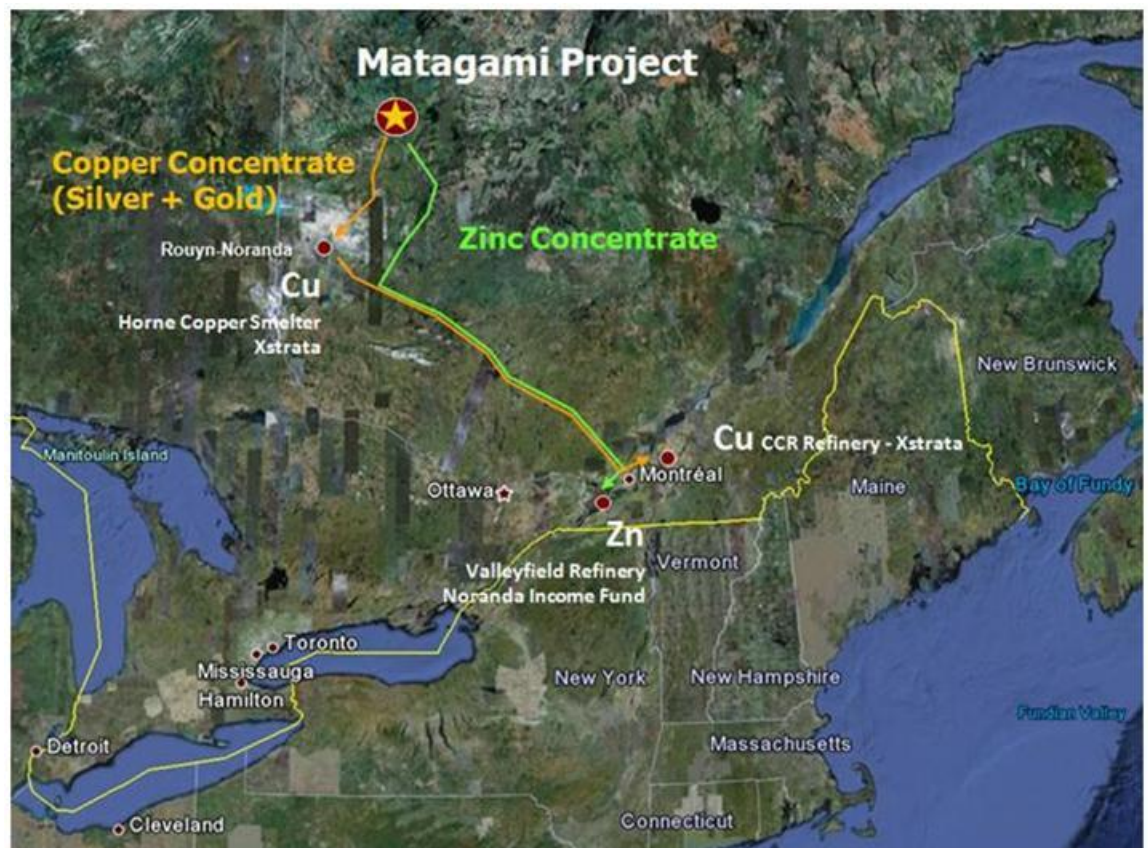 Matagami Project
Copper Concentrate
(Silver + Gold)
Zinc Concentrate
Rouyn-Noranda
Cu
Horne Copper Smelter
Xstrata
New Brunswick
Cu CCR Refinery - Xstrata
Manitoulin Island
Montréal
Ottawa
Maine
Bay of Fundy
Zn
Valleyfield Refinery
Noranda Income Fund
Vermont
Toronto
Mississauga
Hamilton
New York
New Hampshire
Fundian Valley
Detroit
Massachusetts
Cleveland
Connecticut